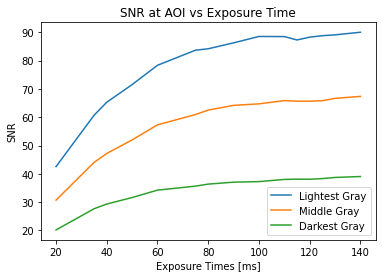 SNR at AOI vs Exposure Time
SNR
90
80
70
60
50
40
30
20
Lightest Gray
Middle Gray
Darkest Gray
20 40 60 80 100 120 140
Exposure Times [ms]